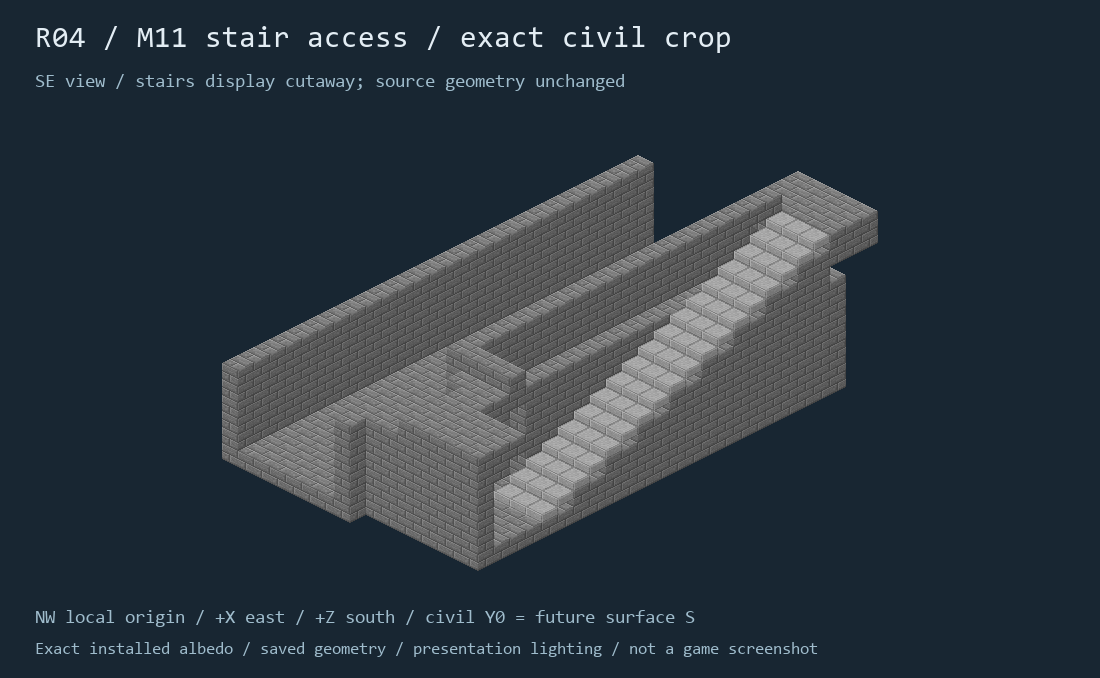 R04 / M11 stair access / exact civil crop
SE view / stairs display cutaway; source geometry unchanged
NW local origin / +X east / +Z south / civil Y0 = future surface S
Exact installed albedo / saved geometry / presentation lighting / not a game screenshot